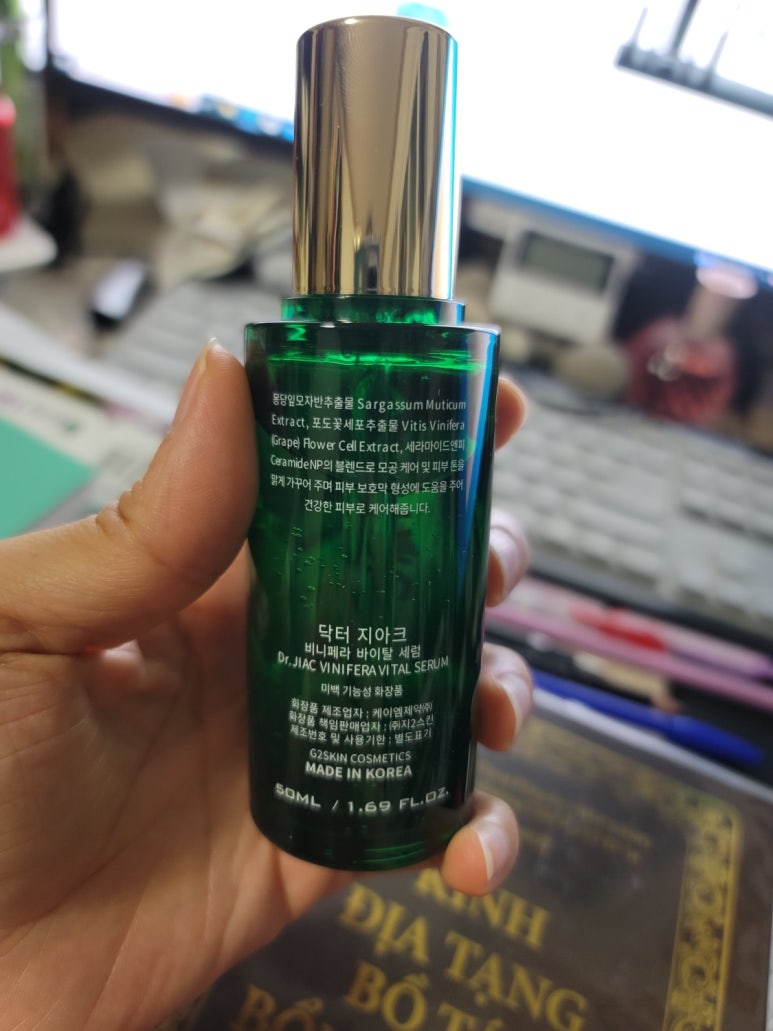 몽당잎모자반추출물 Sargassum Muticum
Extract, 포도꽃세포추출물 Vitis Vinifera
(Grape) Flower Cell Extract, 세라마이드엔피
Ceramide NP의 블렌드로 모공 케어 및 피부 톤을
맑게 가꾸어 주며 피부 보호막 형성에 도움을 주어
건강한 피부로 케어해줍니다.
닥터 지아크
비니페라 바이탈 세럼
Dr.JIAC VINIFERA VITAL SERUM
미백 기능성 화장품
화장품 제조업자 : 케이엠제약㈜
화장품 책임판매업자 : ㈜지2스킨
제조번호 및 사용기한 : 별도표기
G2SKIN COSMETICS
MADE IN KOREA
50ML / 1.69 FL.OZ.
KINH
ĐỊA TẠNG
BỒ